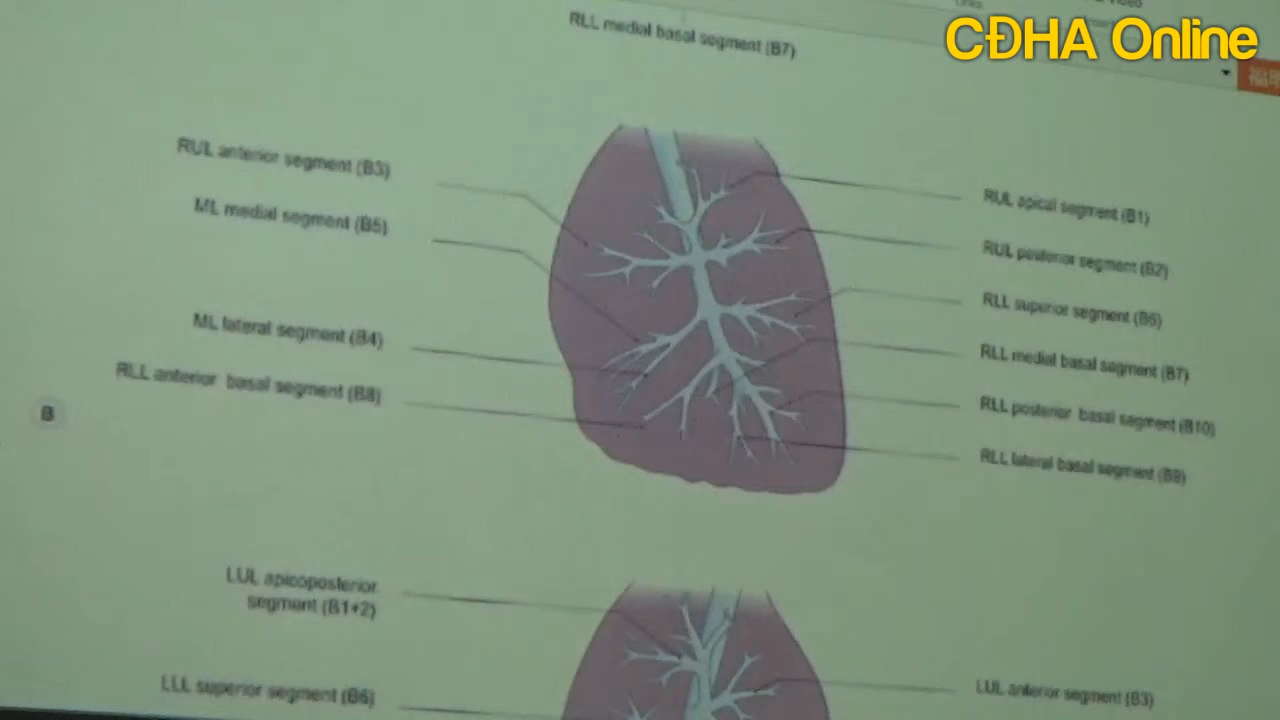 CĐHA Online
RLL medial basal segment (B7)
RUL anterior segment (B3)
ML medial segment (B5)
ML lateral segment (B4)
RLL anterior basal segment (B8)
B
RUL apical segment (B1)
RUL posterior segment (B2)
RLL superior segment (B6)
RLL medial basal segment (B7)
RLL posterior basal segment (B10)
RLL lateral basal segment (B9)
LUL apicoposterior
segment (B1+2)
LLL superior segment (B6)
LUL anterior segment (B3)